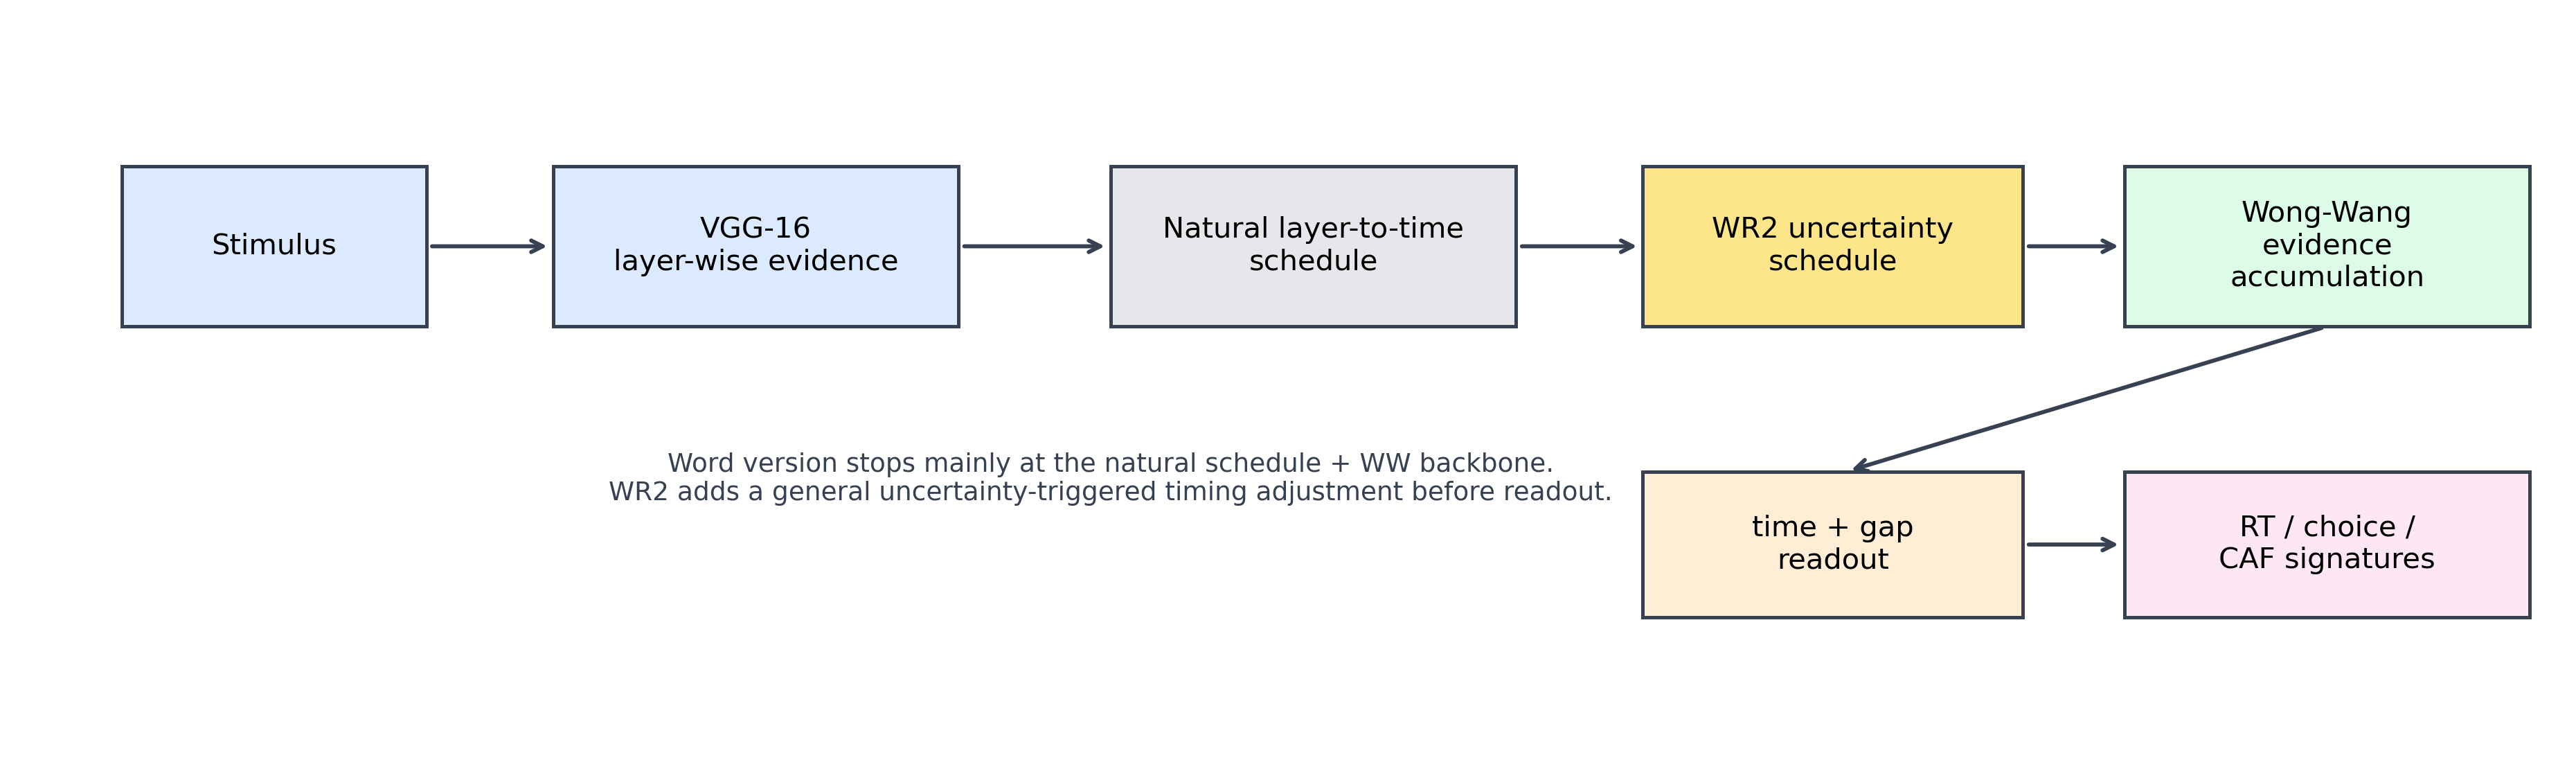 Stimulus
VGG-16
layer-wise evidence
Natural layer-to-time
schedule
WR2 uncertainty
schedule
Wong-Wang
evidence
accumulation
Word version stops mainly at the natural schedule + WW backbone.
WR2 adds a general uncertainty-triggered timing adjustment before readout.
time + gap
readout
RT / choice /
CAF signatures